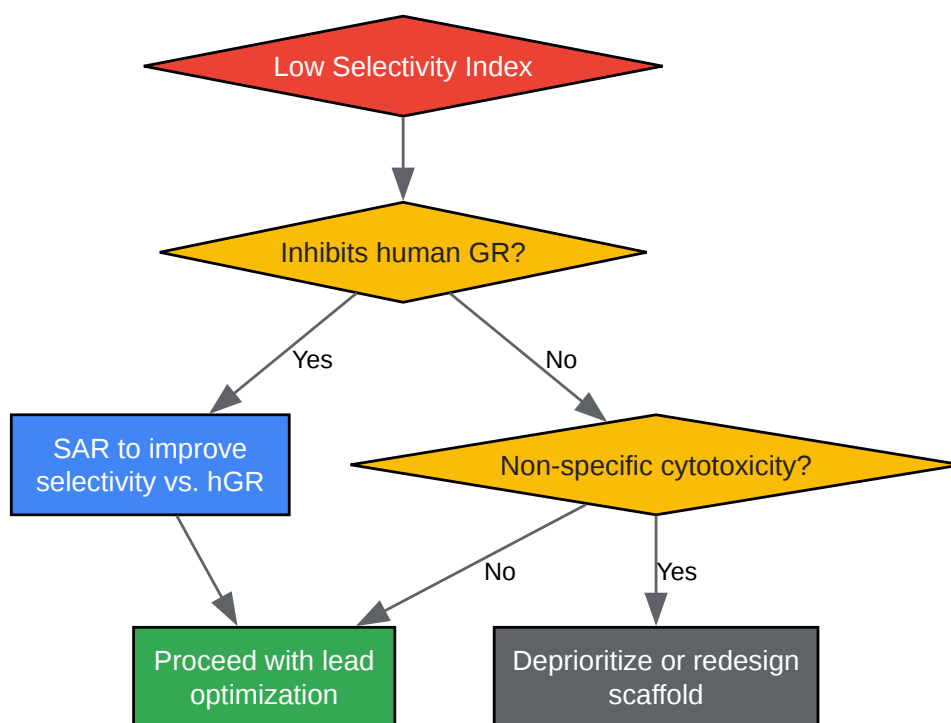 Low Selectivity Index
Inhibits human GR?
Yes
No
SAR to improve
selectivity vs. hGR
Non-specific cytotoxicity?
No
Yes
Proceed with lead
optimization
Deprioritize or redesign
scaffold